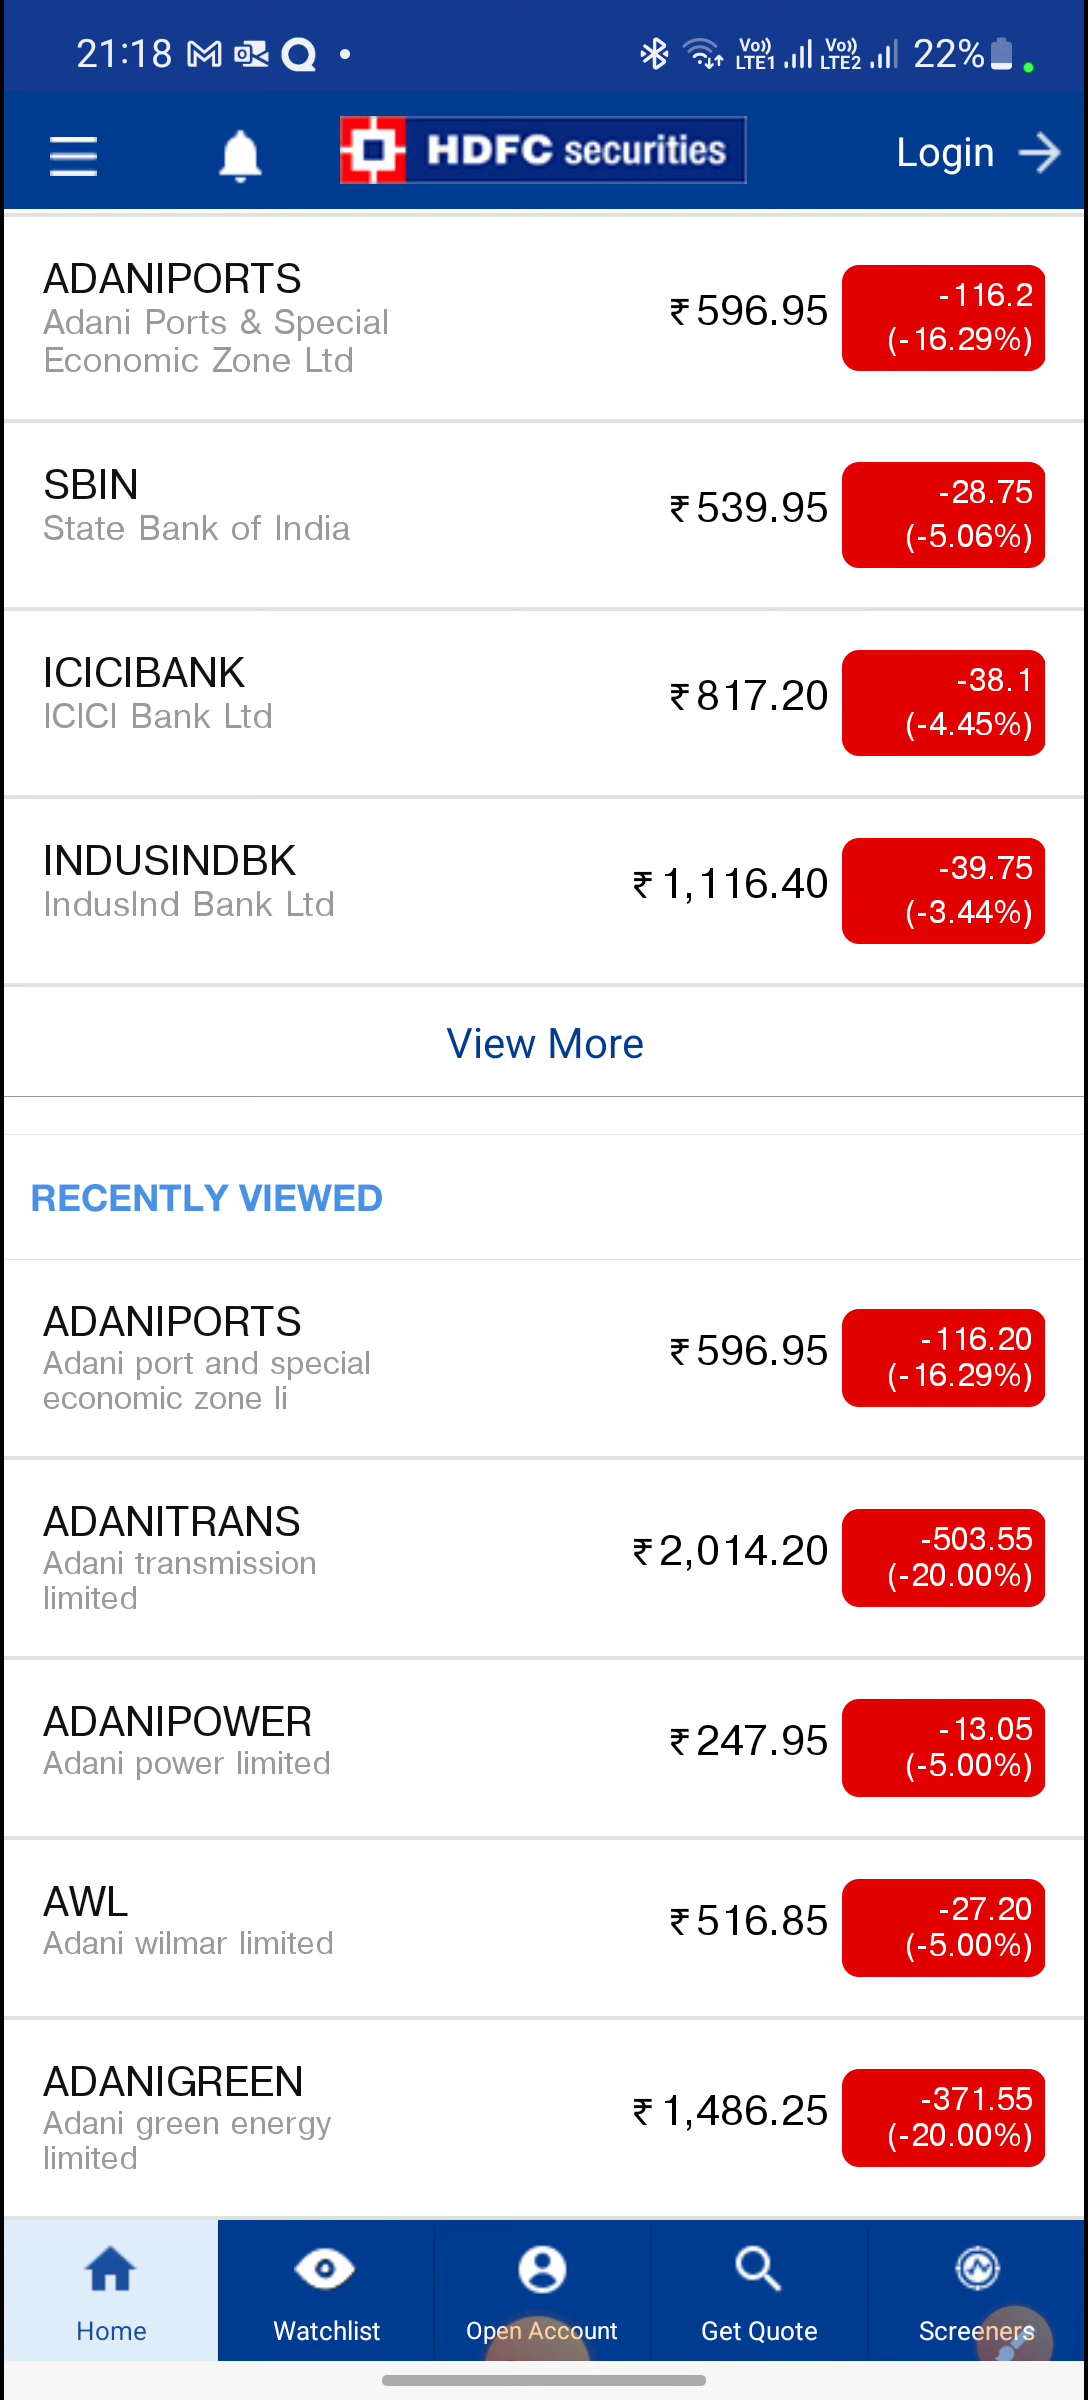 21:18 Vo)) LTE1 Vo)) LTE2 22%
HDFC securities Login
ADANIPORTS
Adani Ports & Special
Economic Zone Ltd
₹596.95
-116.2
(-16.29%)
SBIN
State Bank of India
₹539.95
-28.75
(-5.06%)
ICICIBANK
ICICI Bank Ltd
₹817.20
-38.1
(-4.45%)
INDUSINDBK
IndusInd Bank Ltd
₹1,116.40
-39.75
(-3.44%)
View More
RECENTLY VIEWED
ADANIPORTS
Adani port and special
economic zone li
₹596.95
-116.20
(-16.29%)
ADANITRANS
Adani transmission
limited
₹2,014.20
-503.55
(-20.00%)
ADANIPOWER
Adani power limited
₹247.95
-13.05
(-5.00%)
AWL
Adani wilmar limited
₹516.85
-27.20
(-5.00%)
ADANIGREEN
Adani green energy
limited
₹1,486.25
-371.55
(-20.00%)
Home Watchlist Open Account Get Quote Screeners